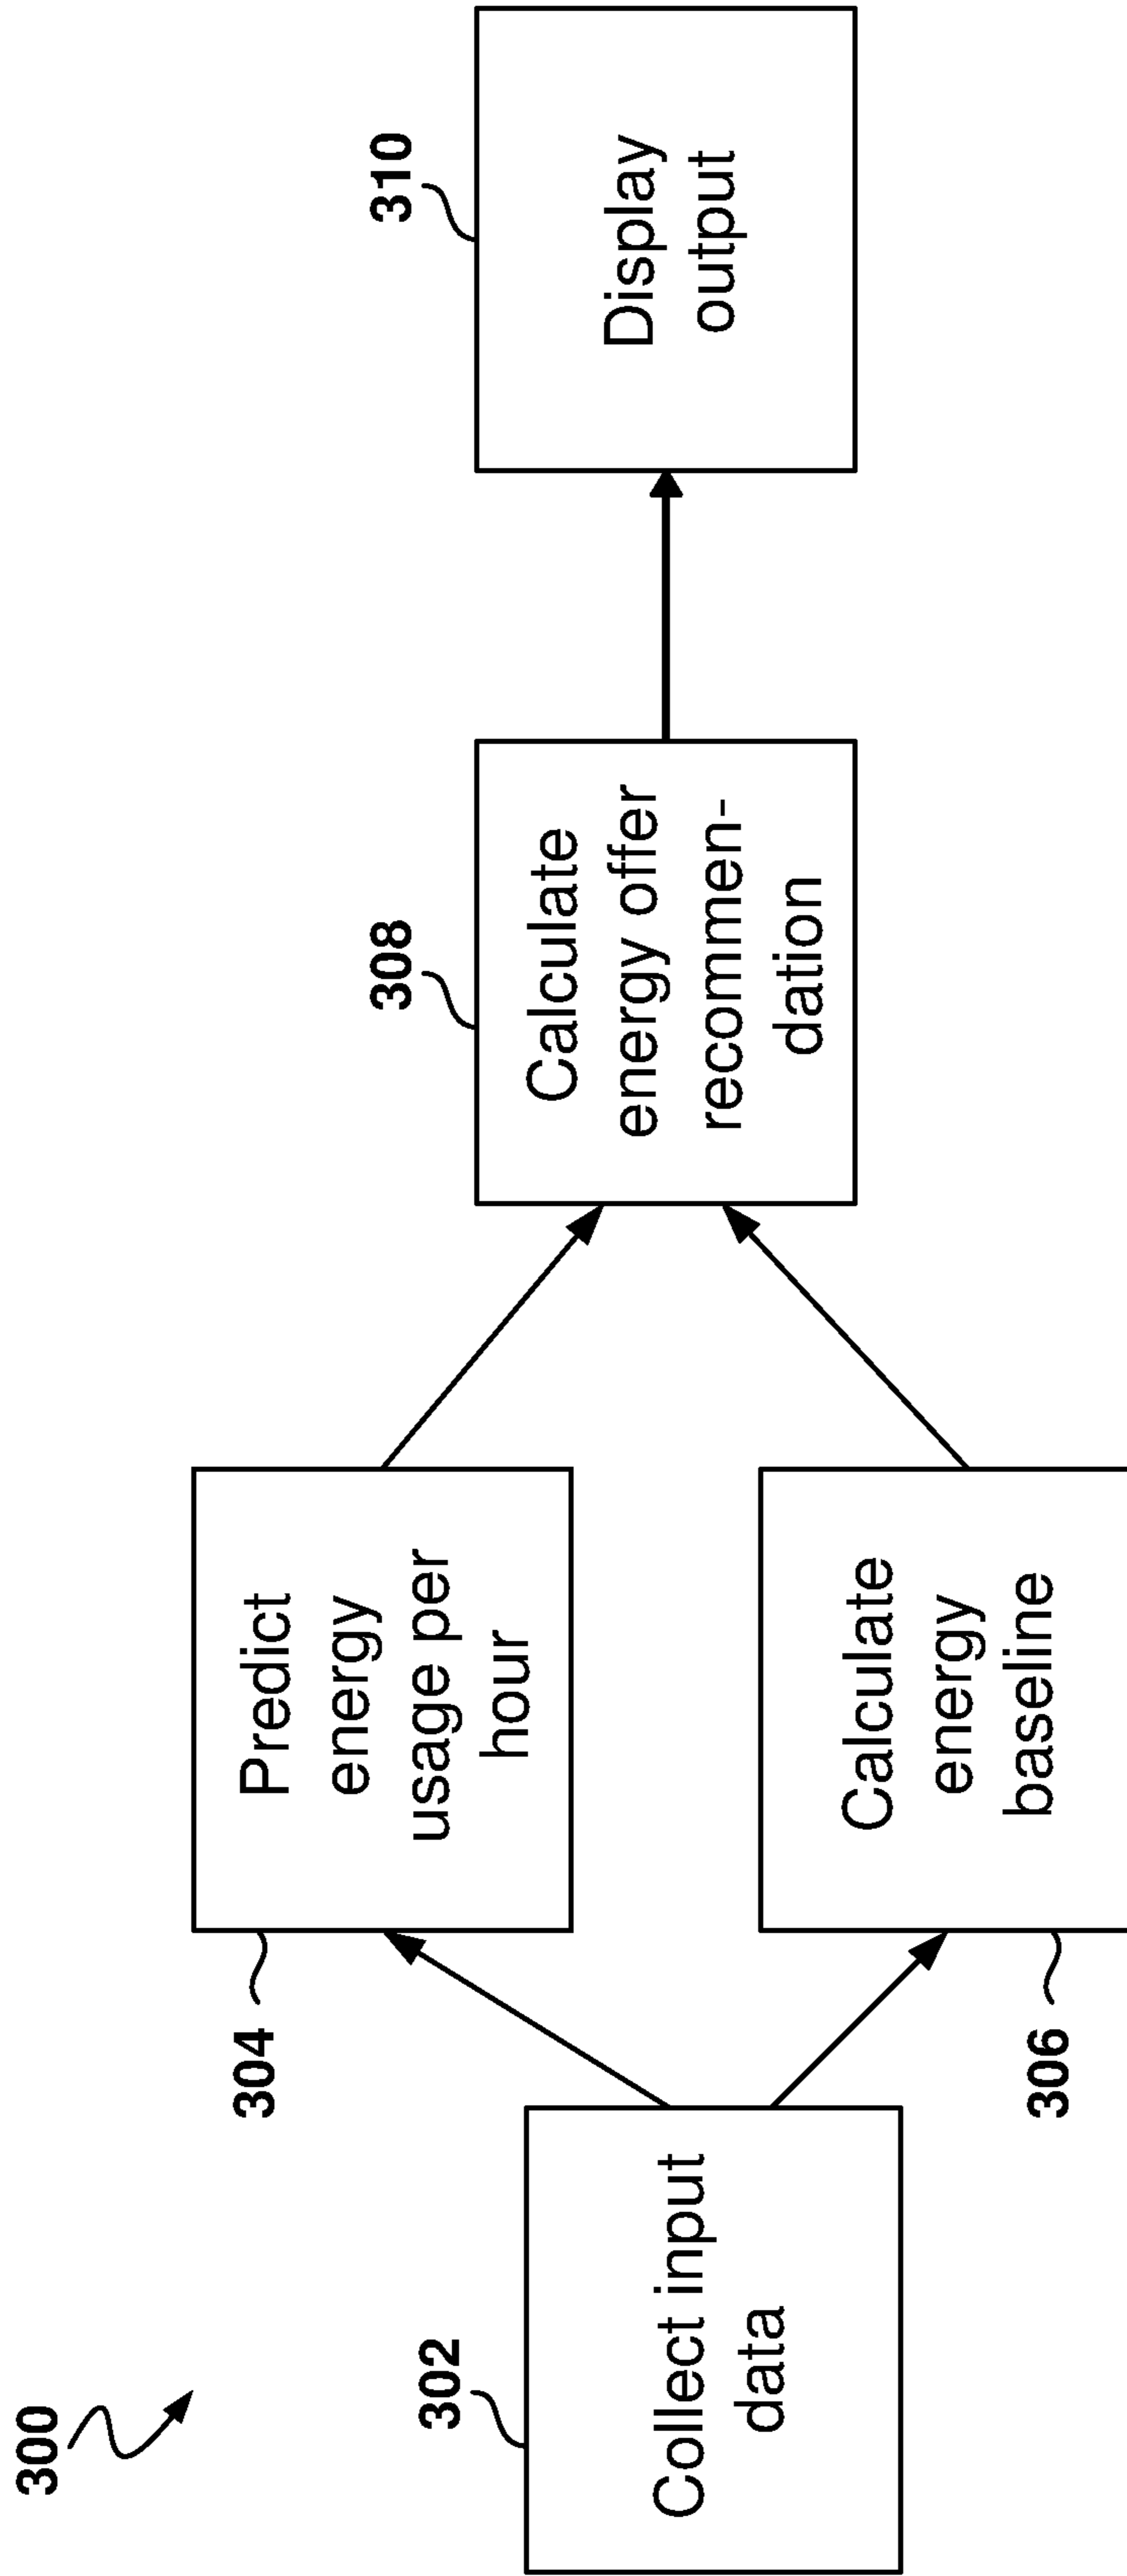 300
302
Collect input
data
304
Predict
energy
usage per
hour
306
Calculate
energy
baseline
308
Calculate
energy offer
recommen-
dation
310
Display
output